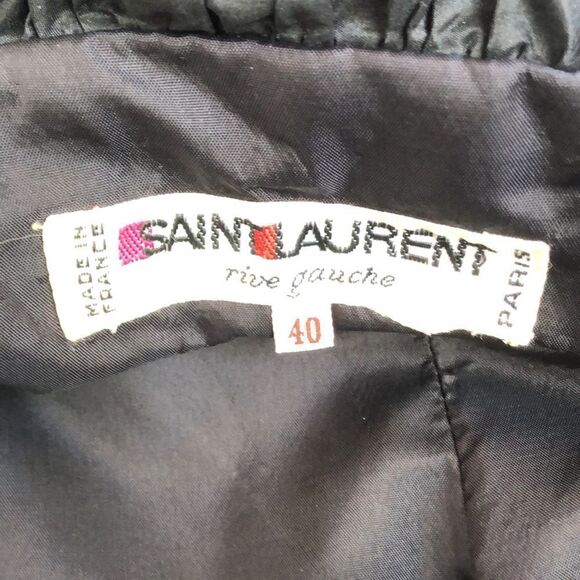 MADE IN
FRANCE
SAINT LAURENT
rive gauche
PARIS
40